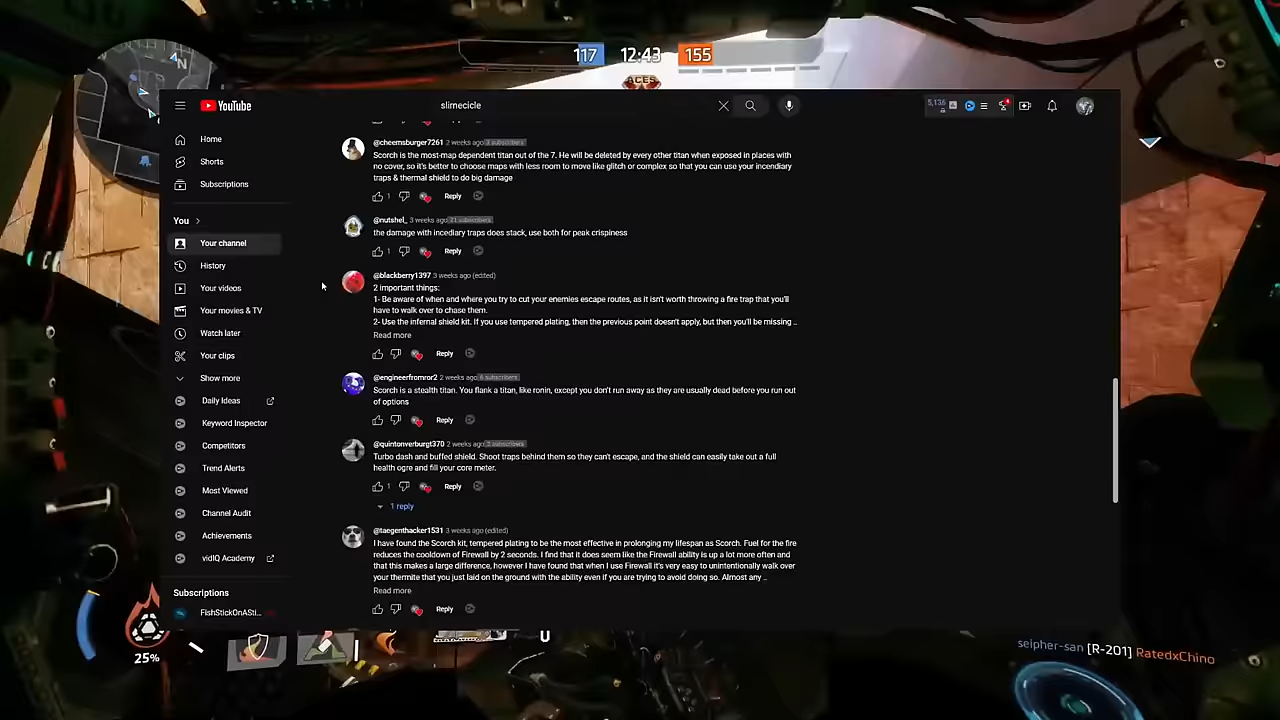 117 12:43 155
ACES
N
YouTube
slimecicle
5,136
Home
Shorts
Subscriptions
You
Your channel
History
Your videos
Your movies & TV
Watch later
Your clips
Show more
Daily Ideas
Keyword Inspector
Competitors
Trend Alerts
Most Viewed
Channel Audit
Achievements
vidIQ Academy
Subscriptions
FishStickOnASti...
@cheemsburger7261 2 weeks ago
Scorch is the most-map dependent titan out of the 7. He will be deleted by every other titan when exposed in places with
no cover, so it's better to choose maps with less room to move like glitch or complex so that you can use your incendiary
traps & thermal shield to do big damage
1 Reply
@nutshel_ 3 weeks ago 21 subscribers
the damage with incediary traps does stack, use both for peak crispiness
1 Reply
@blackberry1397 3 weeks ago (edited)
2 important things:
1- Be aware of when and where you try to cut your enemies escape routes, as it isn't worth throwing a fire trap that you'll
have to walk over to chase them.
2- Use the infernal shield kit. If you use tempered plating, then the previous point doesn't apply, but then you'll be missing ..
Read more
Reply
@engineerfromror2 2 weeks ago 6 subscribers
Scorch is a stealth titan. You flank a titan, like ronin, except you don't run away as they are usually dead before you run out
of options
Reply
@quintonverburgt370 2 weeks ago
Turbo dash and buffed shield. Shoot traps behind them so they can't escape, and the shield can easily take out a full
health ogre and fill your core meter.
1 Reply
1 reply
@taegenthacker1531 3 weeks ago (edited)
I have found the Scorch kit, tempered plating to be the most effective in prolonging my lifespan as Scorch. Fuel for the fire
reduces the cooldown of Firewall by 2 seconds. I find that it does seem like the Firewall ability is up a lot more often and
that this makes a large difference, however I have found that when I use Firewall it's very easy to unintentionally walk over
your thermite that you just laid on the ground with the ability even if you are trying to avoid doing so. Almost any ..
Read more
Reply
25%
seipher-san [R-201] RatedxChino